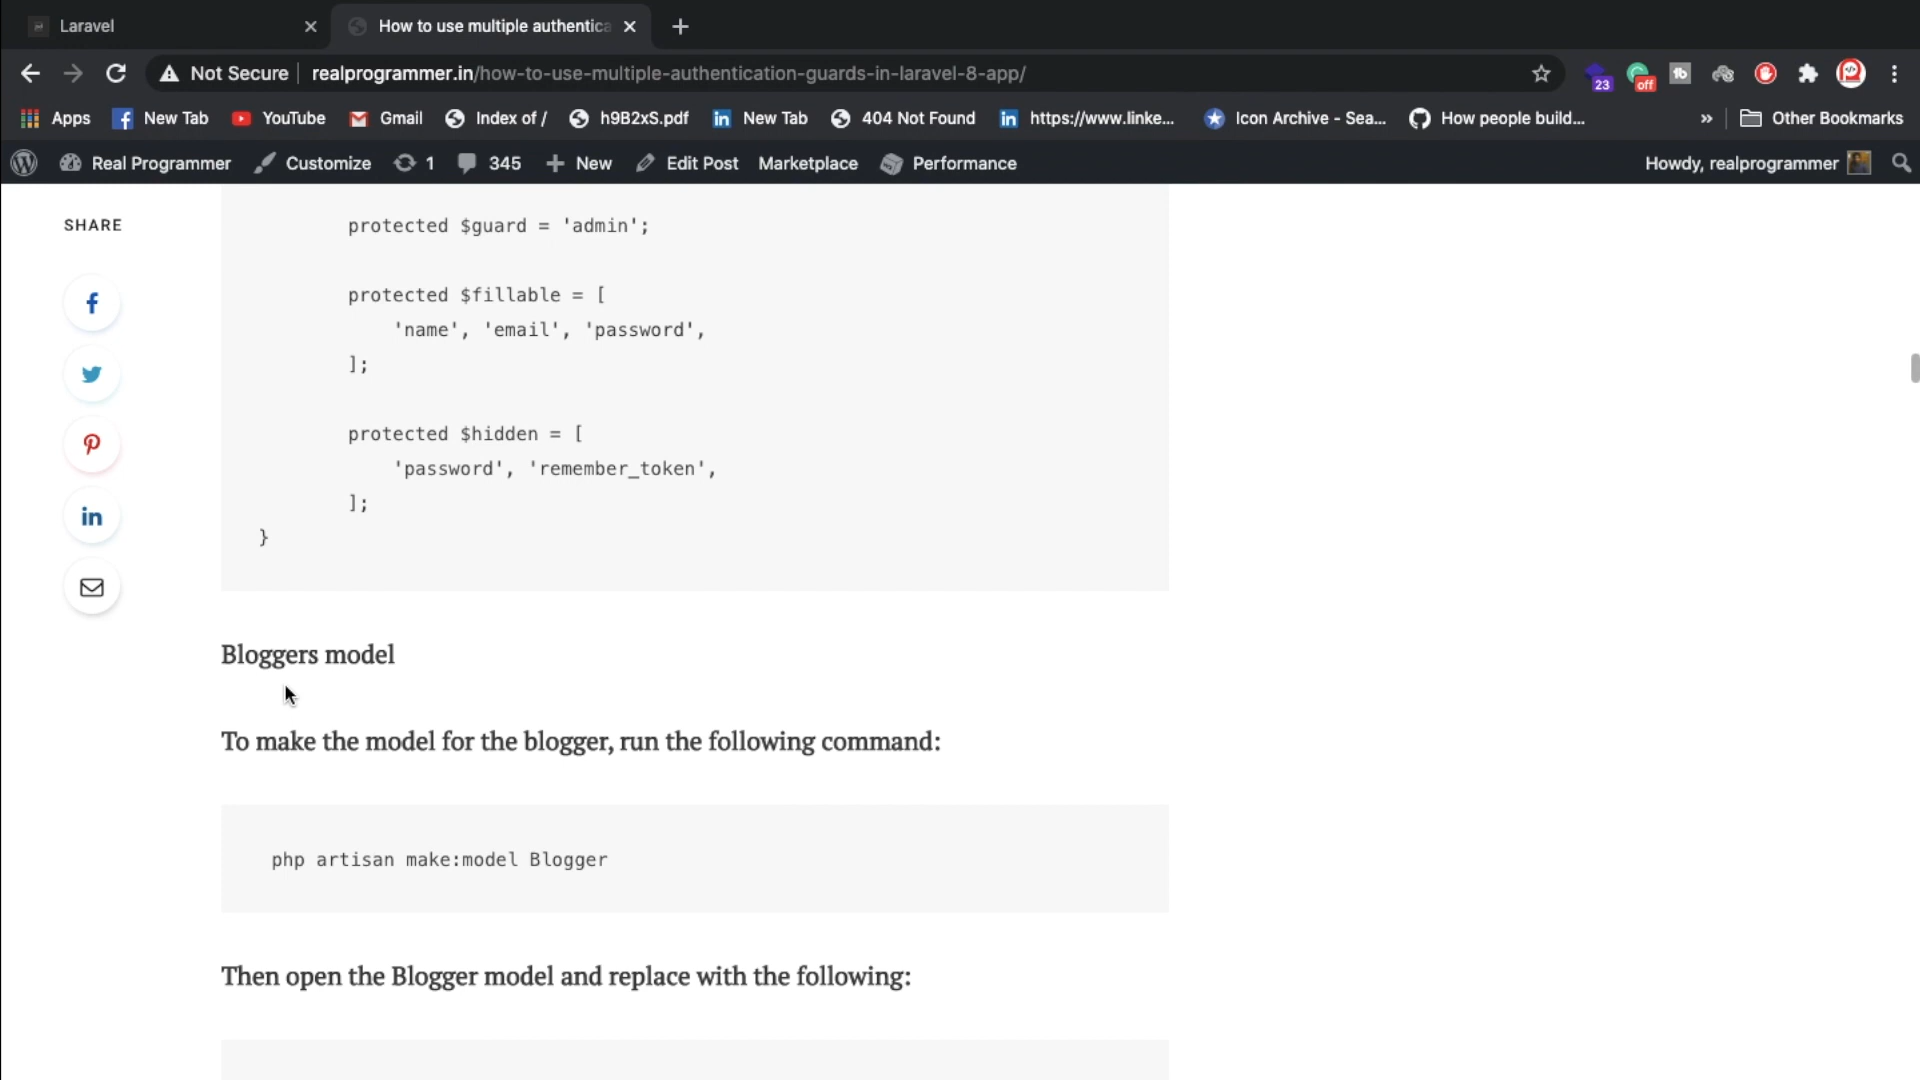 Laravel
How to use multiple authentica
Not Secure realprogrammer.in/how-to-use-multiple-authentication-guards-in-laravel-8-app/
23
off
Apps New Tab YouTube Gmail Index of / h9B2xS.pdf New Tab 404 Not Found https://www.linke... Icon Archive - Sea... How people build... » Other Bookmarks
Real Programmer Customize 1 345 New Edit Post Marketplace Performance Howdy, realprogrammer
SHARE
protected $guard = 'admin';
protected $fillable = [
'name', 'email', 'password',
];
protected $hidden = [
'password', 'remember_token',
];
}
Bloggers model
To make the model for the blogger, run the following command:
php artisan make:model Blogger
Then open the Blogger model and replace with the following: